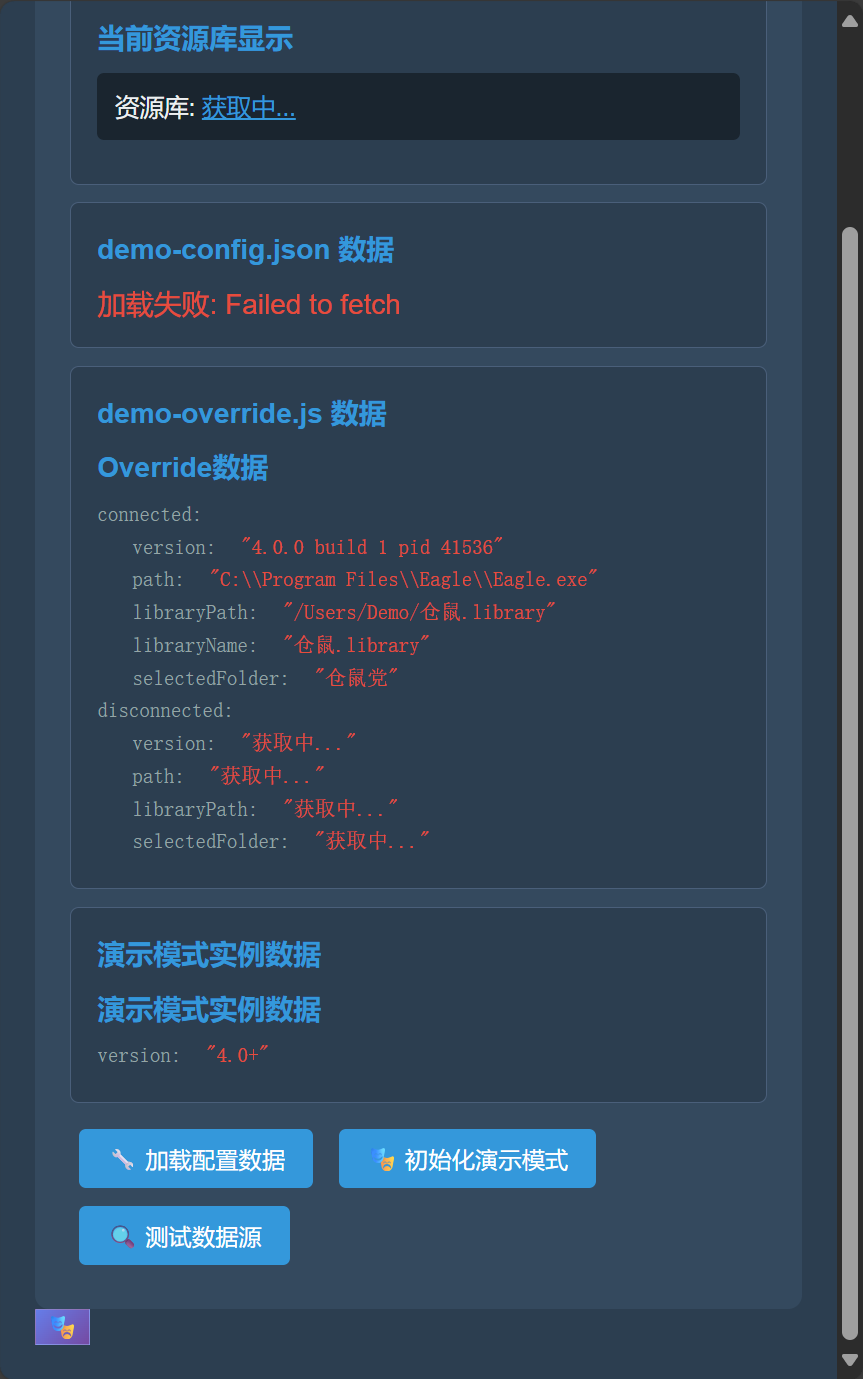 当前资源库显示
资源库: 获取中...
demo-config.json 数据
加载失败: Failed to fetch
demo-override.js 数据
Override数据
connected:
version: "4.0.0 build 1 pid 41536"
path: "C:\\Program Files\\Eagle\\Eagle.exe"
libraryPath: "/Users/Demo/仓鼠.library"
libraryName: "仓鼠.library"
selectedFolder: "仓鼠党"
disconnected:
version: "获取中..."
path: "获取中..."
libraryPath: "获取中..."
selectedFolder: "获取中..."
演示模式实例数据
演示模式实例数据
version: "4.0+"
🔧 加载配置数据
🎭 初始化演示模式
🔍 测试数据源